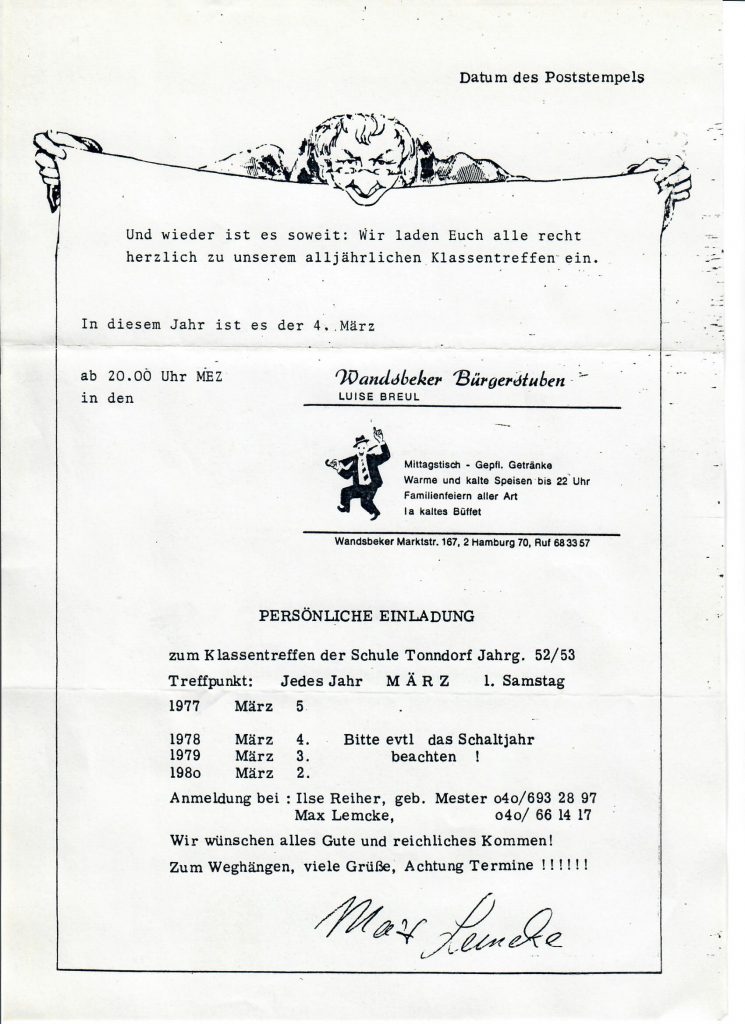 Datum des Poststempels
Und wieder ist es soweit: Wir laden Euch alle recht
herzlich zu unserem alljährlichen Klassentreffen ein.
In diesem Jahr ist es der 4. März
ab 20.00 Uhr MEZ
in den
Wandsbeker Bürgerstuben
LUISE BREUL
Mittagstisch - Gepfl. Getränke
Warme und kalte Speisen bis 22 Uhr
Familienfeiern aller Art
Ia kaltes Büffet
Wandsbeker Marktstr. 167, 2 Hamburg 70, Ruf 68 33 57
PERSÖNLICHE EINLADUNG
zum Klassentreffen der Schule Tonndorf Jahrg. 52/53
Treffpunkt: Jedes Jahr MÄRZ 1. Samstag
1977 März 5
1978 März 4. Bitte evtl das Schaltjahr
1979 März 3. beachten !
198o März 2.
Anmeldung bei : Ilse Reiher, geb. Mester o4o/693 28 97
Max Lemcke, o4o/ 66 14 17
Wir wünschen alles Gute und reichliches Kommen!
Zum Weghängen, viele Grüße, Achtung Termine !!!!!!
Max Lemcke